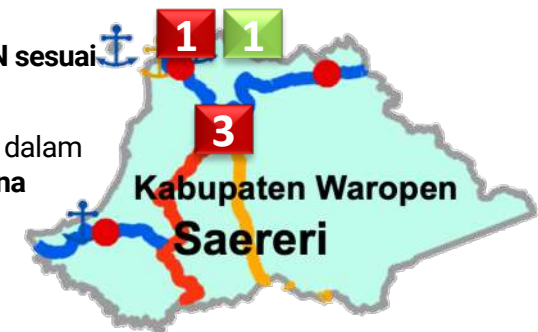 1 1
N sesuai
3
dalam
na
Kabupaten Waropen
Saereri